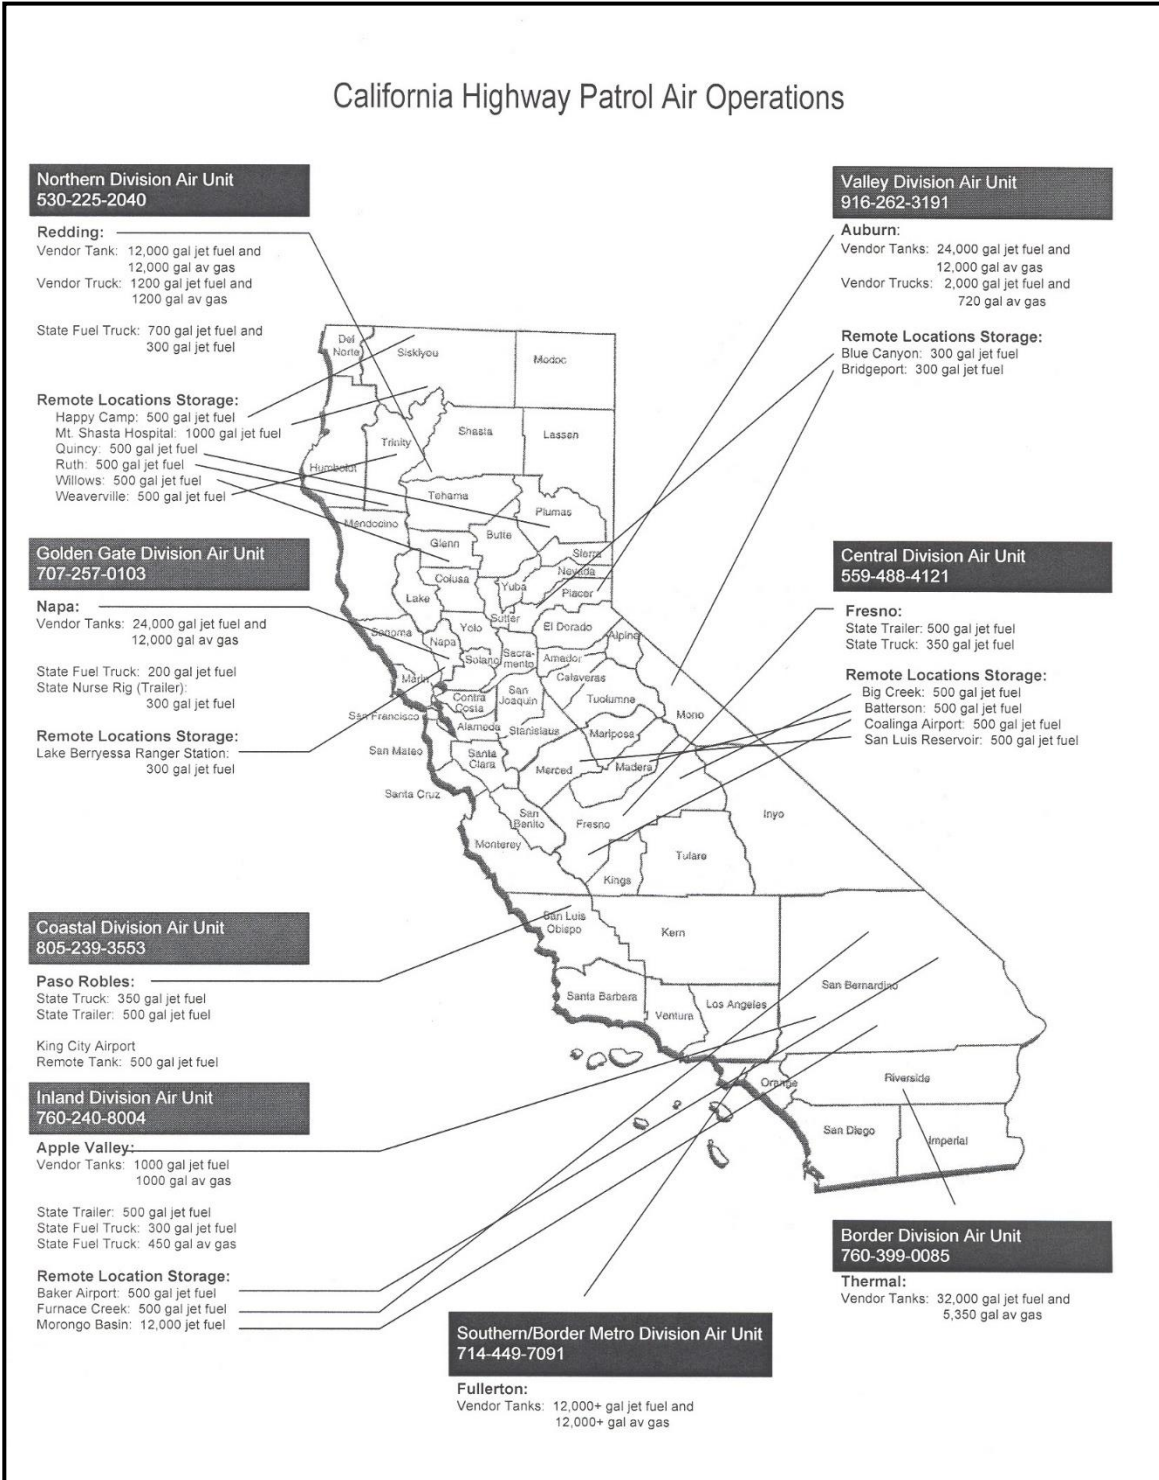 California Highway Patrol Air Operations
Northern Division Air Unit
530-225-2040
Redding:
Vendor Tank: 12,000 gal jet fuel and
12,000 gal av gas
Vendor Truck: 1200 gal jet fuel and
1200 gal av gas
State Fuel Truck: 700 gal jet fuel and
300 gal jet fuel
Remote Locations Storage:
Happy Camp: 500 gal jet fuel
Mt. Shasta Hospital: 1000 gal jet fuel
Quincy: 500 gal jet fuel
Ruth: 500 gal jet fuel
Willows: 500 gal jet fuel
Weaverville: 500 gal jet fuel
Golden Gate Division Air Unit
707-257-0103
Napa:
Vendor Tanks: 24,000 gal jet fuel and
12,000 gal av gas
State Fuel Truck: 200 gal jet fuel
State Nurse Rig (Trailer):
300 gal jet fuel
Remote Locations Storage:
Lake Berryessa Ranger Station:
300 gal jet fuel
Coastal Division Air Unit
805-239-3553
Paso Robles:
State Truck: 350 gal jet fuel
State Trailer: 500 gal jet fuel
King City Airport
Remote Tank: 500 gal jet fuel
Inland Division Air Unit
760-240-8004
Apple Valley:
Vendor Tanks: 1000 gal jet fuel
1000 gal av gas
State Trailer: 500 gal jet fuel
State Fuel Truck: 300 gal jet fuel
State Fuel Truck: 450 gal av gas
Remote Location Storage:
Baker Airport: 500 gal jet fuel
Furnace Creek: 500 gal jet fuel
Morongo Basin: 12,000 jet fuel
Valley Division Air Unit
916-262-3191
Auburn:
Vendor Tanks: 24,000 gal jet fuel and
12,000 gal av gas
Vendor Trucks: 2,000 gal jet fuel and
720 gal av gas
Remote Locations Storage:
Blue Canyon: 300 gal jet fuel
Bridgeport: 300 gal jet fuel
Central Division Air Unit
559-488-4121
Fresno:
State Trailer: 500 gal jet fuel
State Truck: 350 gal jet fuel
Remote Locations Storage:
Big Creek: 500 gal jet fuel
Batterson: 500 gal jet fuel
Coalinga Airport: 500 gal jet fuel
San Luis Reservoir: 500 gal jet fuel
Border Division Air Unit
760-399-0085
Thermal:
Vendor Tanks: 32,000 gal jet fuel and
5,350 gal av gas
Southern/Border Metro Division Air Unit
714-449-7091
Fullerton:
Vendor Tanks: 12,000+ gal jet fuel and
12,000+ gal av gas
Del
Norte
Siskiyou
Modoc
Shasta
Lassen
Trinity
Humboldt
Tehama
Plumas
Mendocino
Glenn
Butte
Sierra
Nevada
Colusa
Yuba
Placer
Lake
Sutter
El Dorado
Sonoma
Yolo
Napa
Alpine
Sacra-
mento
Solano
Amador
Calaveras
Marin
Contra
Costa
San
Joaquin
Tuolumne
Mono
San Francisco
Alameda
Stanislaus
Mariposa
San Mateo
Santa
Clara
Merced
Madera
Santa Cruz
San
Benito
Fresno
Inyo
Monterey
Tulare
Kings
San Luis
Obispo
Kern
San Bernardino
Santa Barbara
Ventura
Los Angeles
Orange
Riverside
San Diego
Imperial